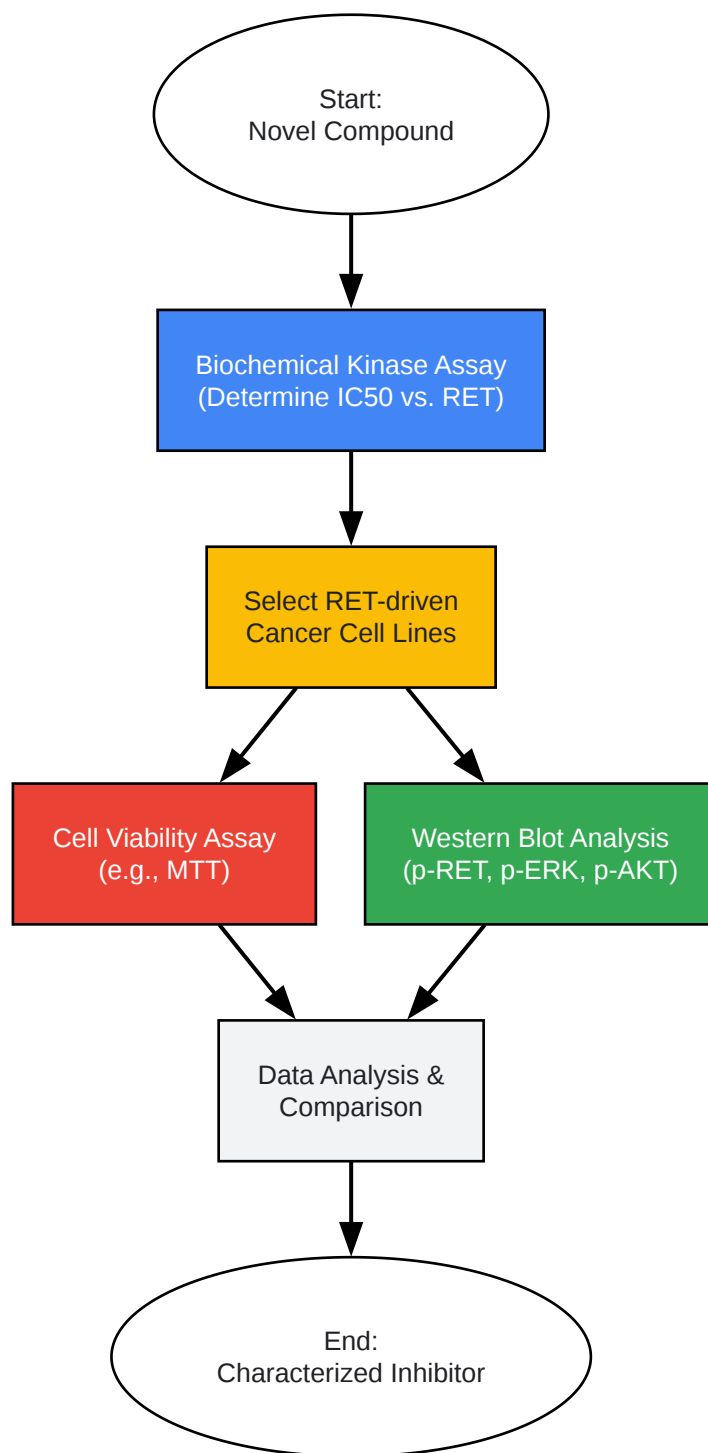 Start:
Novel Compound
Biochemical Kinase Assay
(Determine IC50 vs. RET)
Select RET-driven
Cancer Cell Lines
Cell Viability Assay
(e.g., MTT)
Western Blot Analysis
(p-RET, p-ERK, p-AKT)
Data Analysis &
Comparison
End:
Characterized Inhibitor